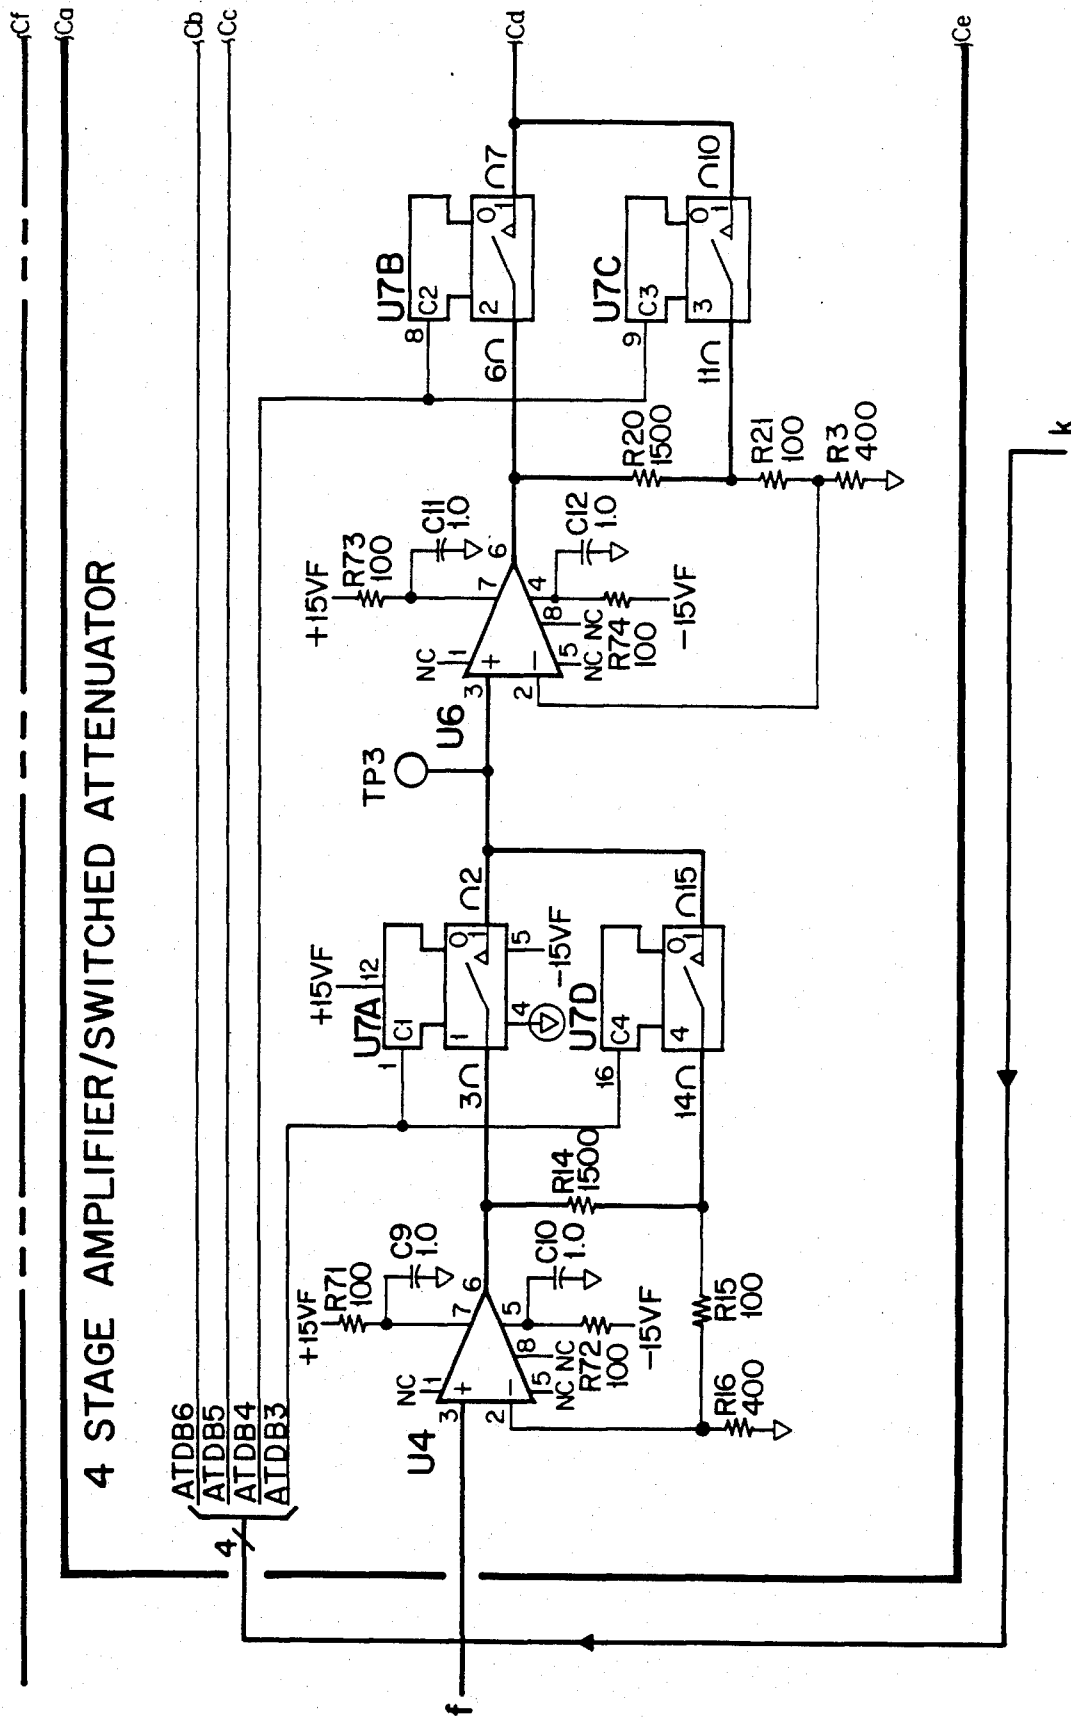 Cf
Ca
4 STAGE AMPLIFIER/SWITCHED ATTENUATOR
Cb
Cc
4
ATDB6
ATDB5
ATDB4
ATDB3
f
U4
3
2
+
−
NC
1
+15VF
R71
100
C9
1.0
7
6
5
8
5
NC
NC
R72
100
−15VF
C10
1.0
R14
1500
R16
400
R15
100
+15VF
12
U7A
1
C1
3∩
1
0
1
∩2
4
5
−15VF
U7D
16
C4
14∩
4
0
1
∩15
TP3
U6
3
2
+
−
NC
1
+15VF
R73
100
C11
1.0
7
6
4
8
5
NC
NC
R74
100
−15VF
C12
1.0
R20
1500
R21
100
R3
400
U7B
8
C2
6∩
2
0
1
∩7
U7C
9
C3
11∩
3
0
1
∩10
Cd
Ce
k